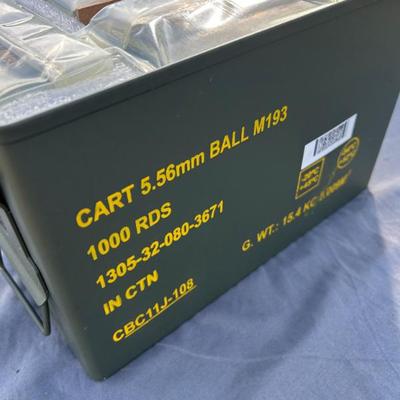 CART 5.56mm BALL M193
1000 RDS
1305-32-080-3671
IN CTN
CBC11J-108
G. WT.: 15.4 KG